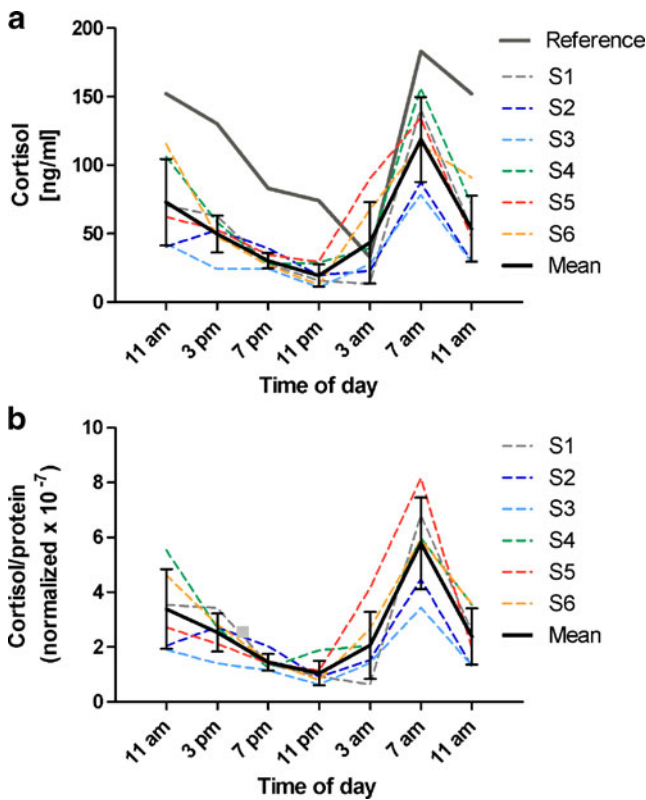 a
200
150
100
50
0
Cortisol
[ng/ml]
11 am
3 pm
7 pm
11 pm
3 am
7 am
11 am
Time of day
Reference
S1
S2
S3
S4
S5
S6
Mean
b
10
8
6
4
2
0
Cortisol/protein
(normalized x 10⁻⁷)
11 am
3 pm
7 pm
11 pm
3 am
7 am
11 am
Time of day
S1
S2
S3
S4
S5
S6
Mean